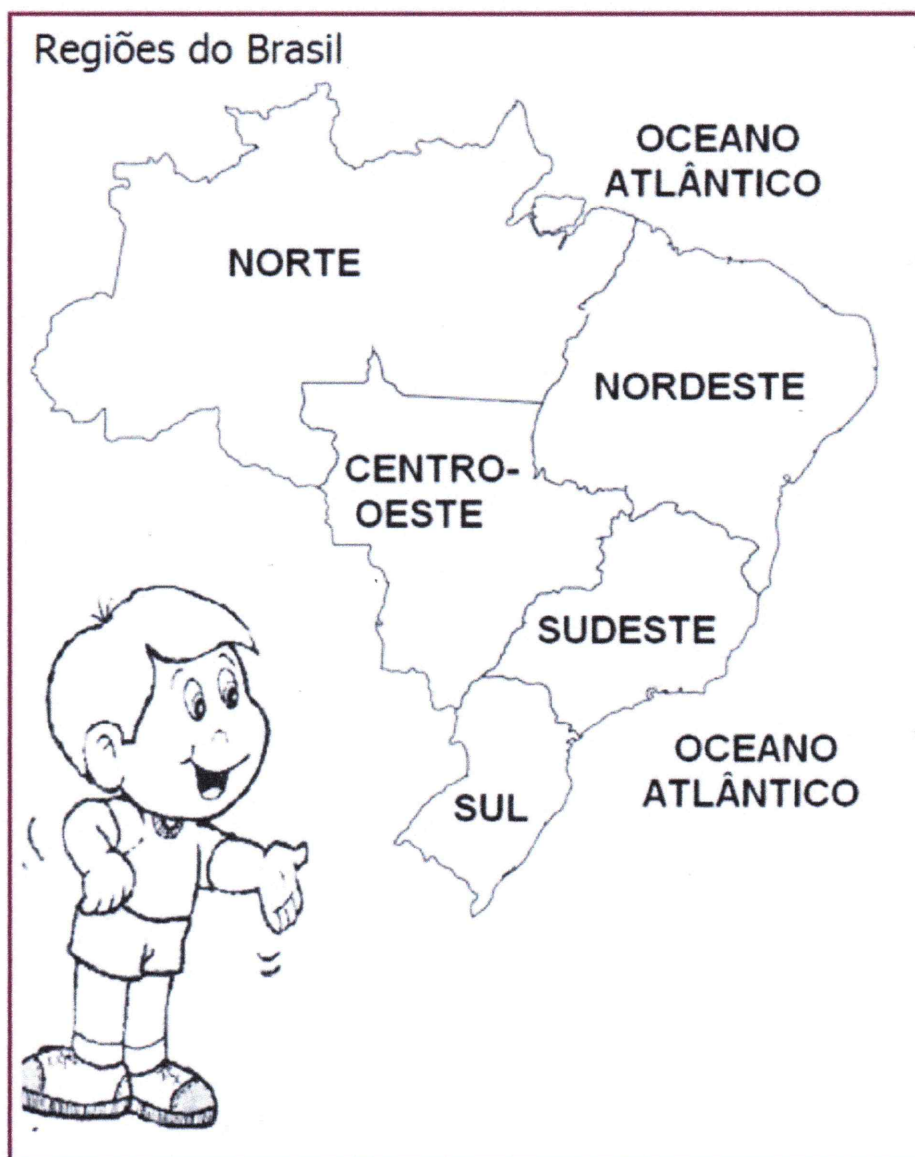 Regiões do Brasil
OCEANO
ATLÂNTICO
NORTE
NORDESTE
CENTRO-
OESTE
SUDESTE
OCEANO
ATLÂNTICO
SUL